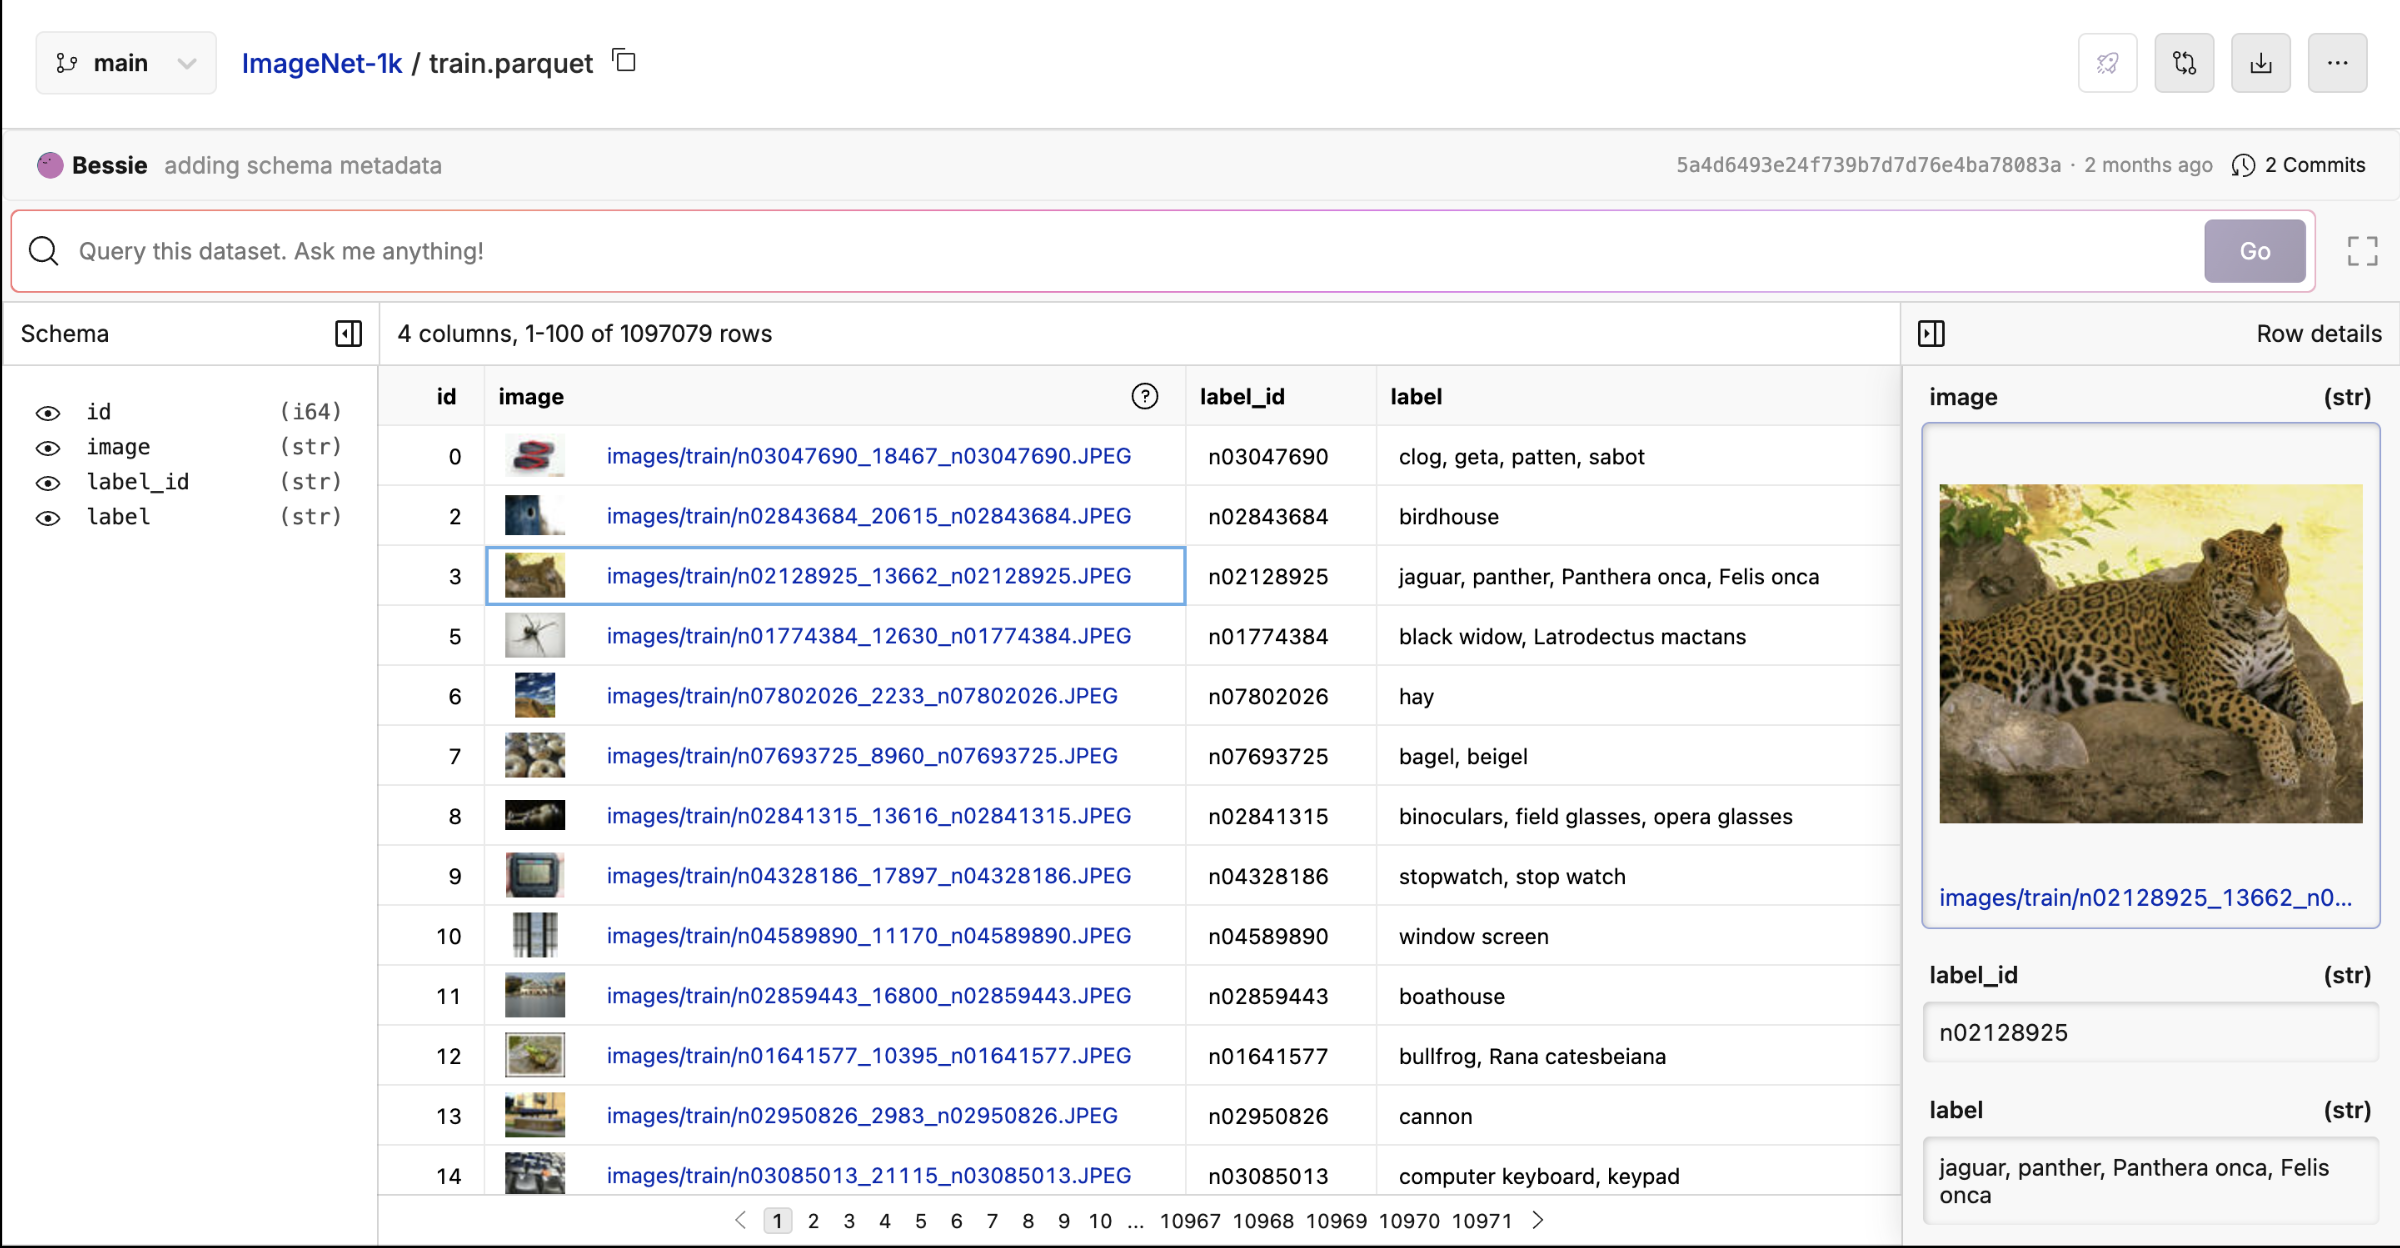 main
ImageNet-1k / train.parquet
Bessie adding schema metadata
5a4d6493e24f739b7d7d76e4ba78083a · 2 months ago 2 Commits
Query this dataset. Ask me anything!
Go
Schema
4 columns, 1-100 of 1097079 rows
Row details
id (i64)
image (str)
label_id (str)
label (str)
id image ? label_id label
0 images/train/n03047690_18467_n03047690.JPEG n03047690 clog, geta, patten, sabot
2 images/train/n02843684_20615_n02843684.JPEG n02843684 birdhouse
3 images/train/n02128925_13662_n02128925.JPEG n02128925 jaguar, panther, Panthera onca, Felis onca
5 images/train/n01774384_12630_n01774384.JPEG n01774384 black widow, Latrodectus mactans
6 images/train/n07802026_2233_n07802026.JPEG n07802026 hay
7 images/train/n07693725_8960_n07693725.JPEG n07693725 bagel, beigel
8 images/train/n02841315_13616_n02841315.JPEG n02841315 binoculars, field glasses, opera glasses
9 images/train/n04328186_17897_n04328186.JPEG n04328186 stopwatch, stop watch
10 images/train/n04589890_11170_n04589890.JPEG n04589890 window screen
11 images/train/n02859443_16800_n02859443.JPEG n02859443 boathouse
12 images/train/n01641577_10395_n01641577.JPEG n01641577 bullfrog, Rana catesbeiana
13 images/train/n02950826_2983_n02950826.JPEG n02950826 cannon
14 images/train/n03085013_21115_n03085013.JPEG n03085013 computer keyboard, keypad
1 2 3 4 5 6 7 8 9 10 ... 10967 10968 10969 10970 10971
image (str)
images/train/n02128925_13662_n0...
label_id (str)
n02128925
label (str)
jaguar, panther, Panthera onca, Felis
onca